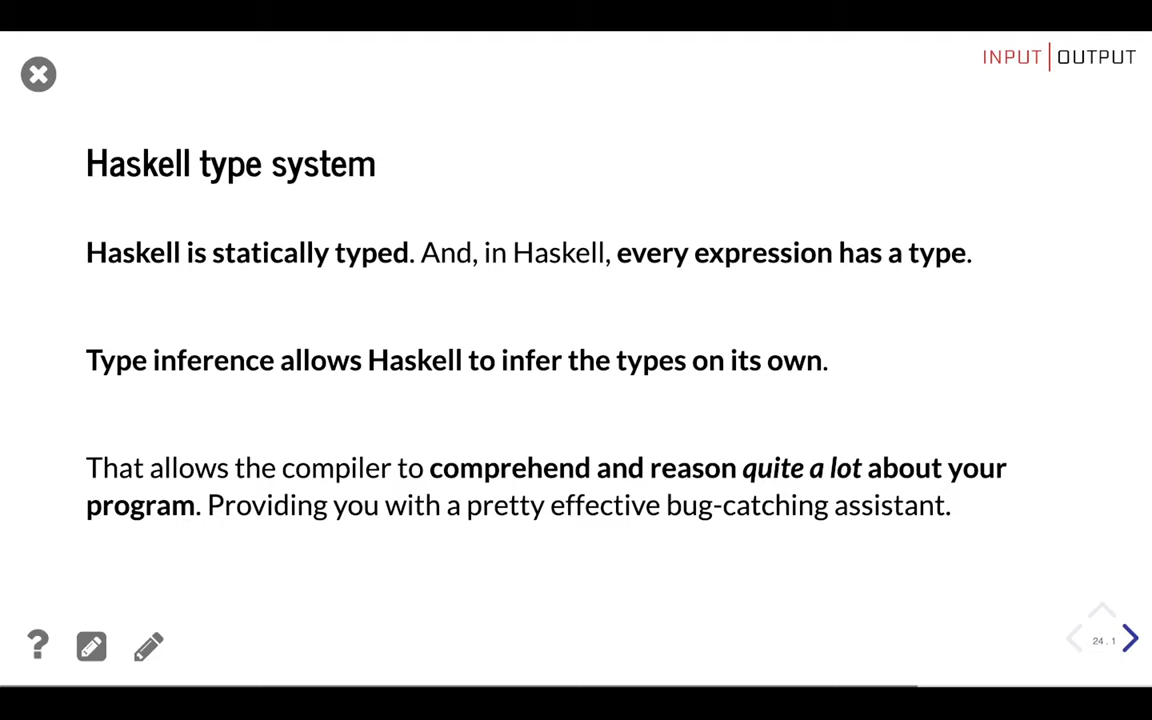 INPUT | OUTPUT
Haskell type system
Haskell is statically typed. And, in Haskell, every expression has a type.
Type inference allows Haskell to infer the types on its own.
That allows the compiler to comprehend and reason quite a lot about your
program. Providing you with a pretty effective bug-catching assistant.
?
24 . 1